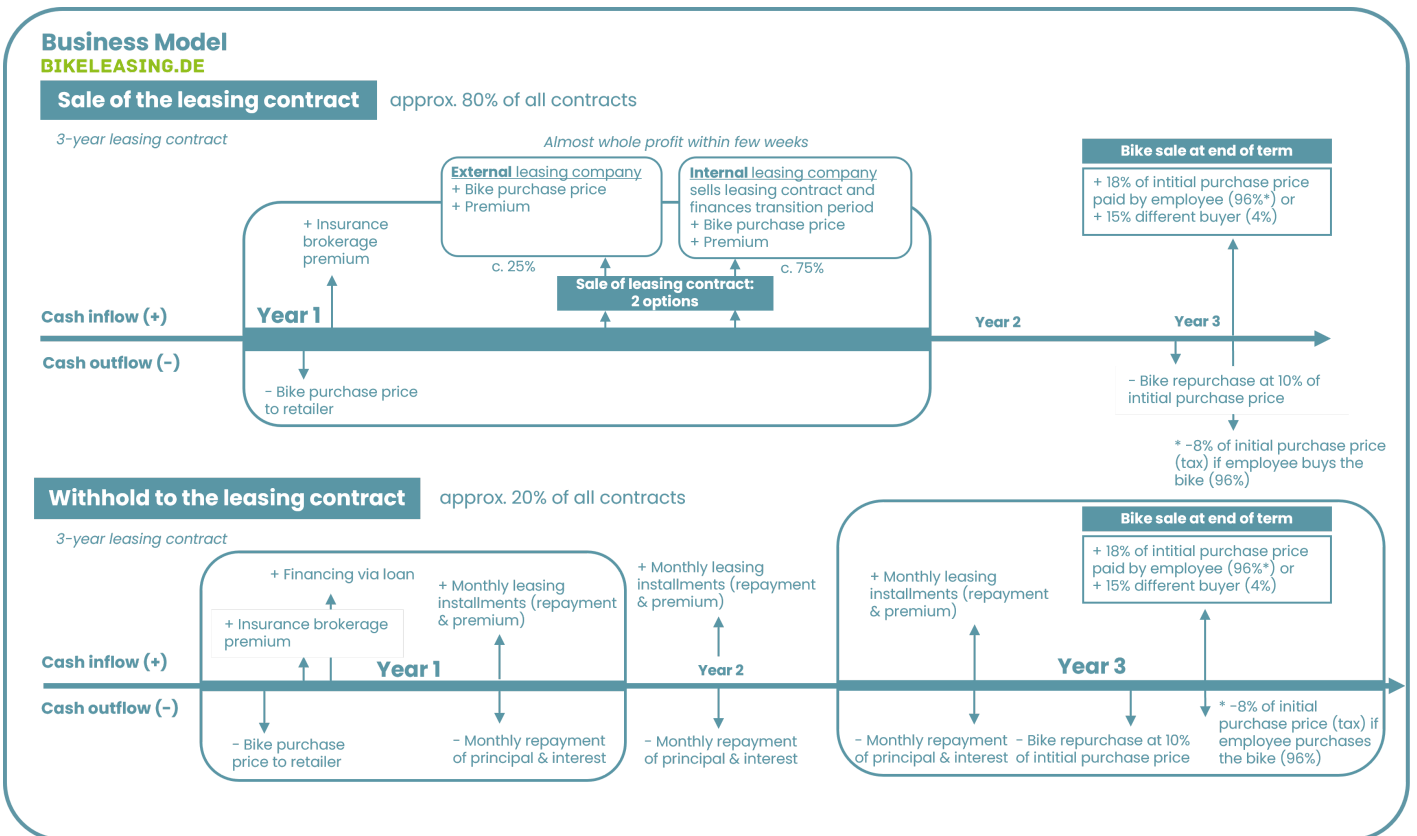 Business Model
BIKELEASING.DE
Sale of the leasing contract
approx. 80% of all contracts
3-year leasing contract
Almost whole profit within few weeks
External leasing company
+ Bike purchase price
+ Premium
Internal leasing company
sells leasing contract and
finances transition period
+ Bike purchase price
+ Premium
Bike sale at end of term
+ 18% of intitial purchase price
paid by employee (96%*) or
+ 15% different buyer (4%)
+ Insurance
brokerage
premium
c. 25%
c. 75%
Sale of leasing contract:
2 options
Cash inflow (+)
Year 1
Year 2
Year 3
Cash outflow (-)
- Bike purchase price
to retailer
- Bike repurchase at 10% of
intitial purchase price
* -8% of initial purchase price
(tax) if employee buys the
bike (96%)
Withhold to the leasing contract
approx. 20% of all contracts
3-year leasing contract
+ Financing via loan
+ Insurance brokerage
premium
+ Monthly leasing
installments (repayment
& premium)
+ Monthly leasing
installments (repayment
& premium)
+ Monthly leasing
installments (repayment
& premium)
Bike sale at end of term
+ 18% of intitial purchase price
paid by employee (96%*) or
+ 15% different buyer (4%)
Cash inflow (+)
Year 1
Year 2
Year 3
Cash outflow (-)
- Bike purchase
price to retailer
- Monthly repayment
of principal & interest
- Monthly repayment
of principal & interest
- Monthly repayment
of principal & interest
- Bike repurchase at 10%
of intitial purchase price
* -8% of initial
purchase price (tax) if
employee purchases
the bike (96%)